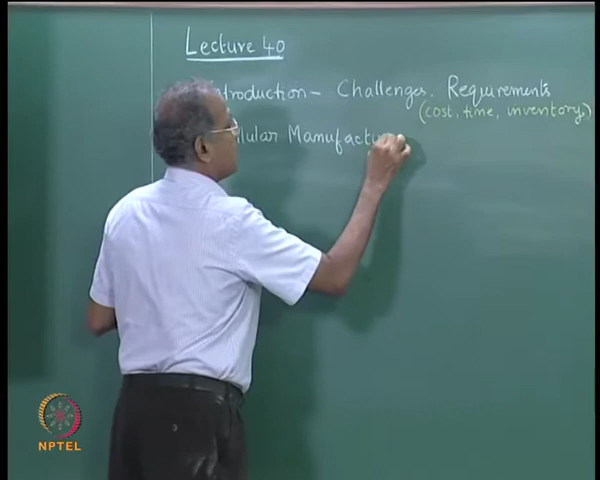 Lecture 40
Introduction - Challenges. Requirements
(cost, time, inventory)
Manufactu
NPTEL